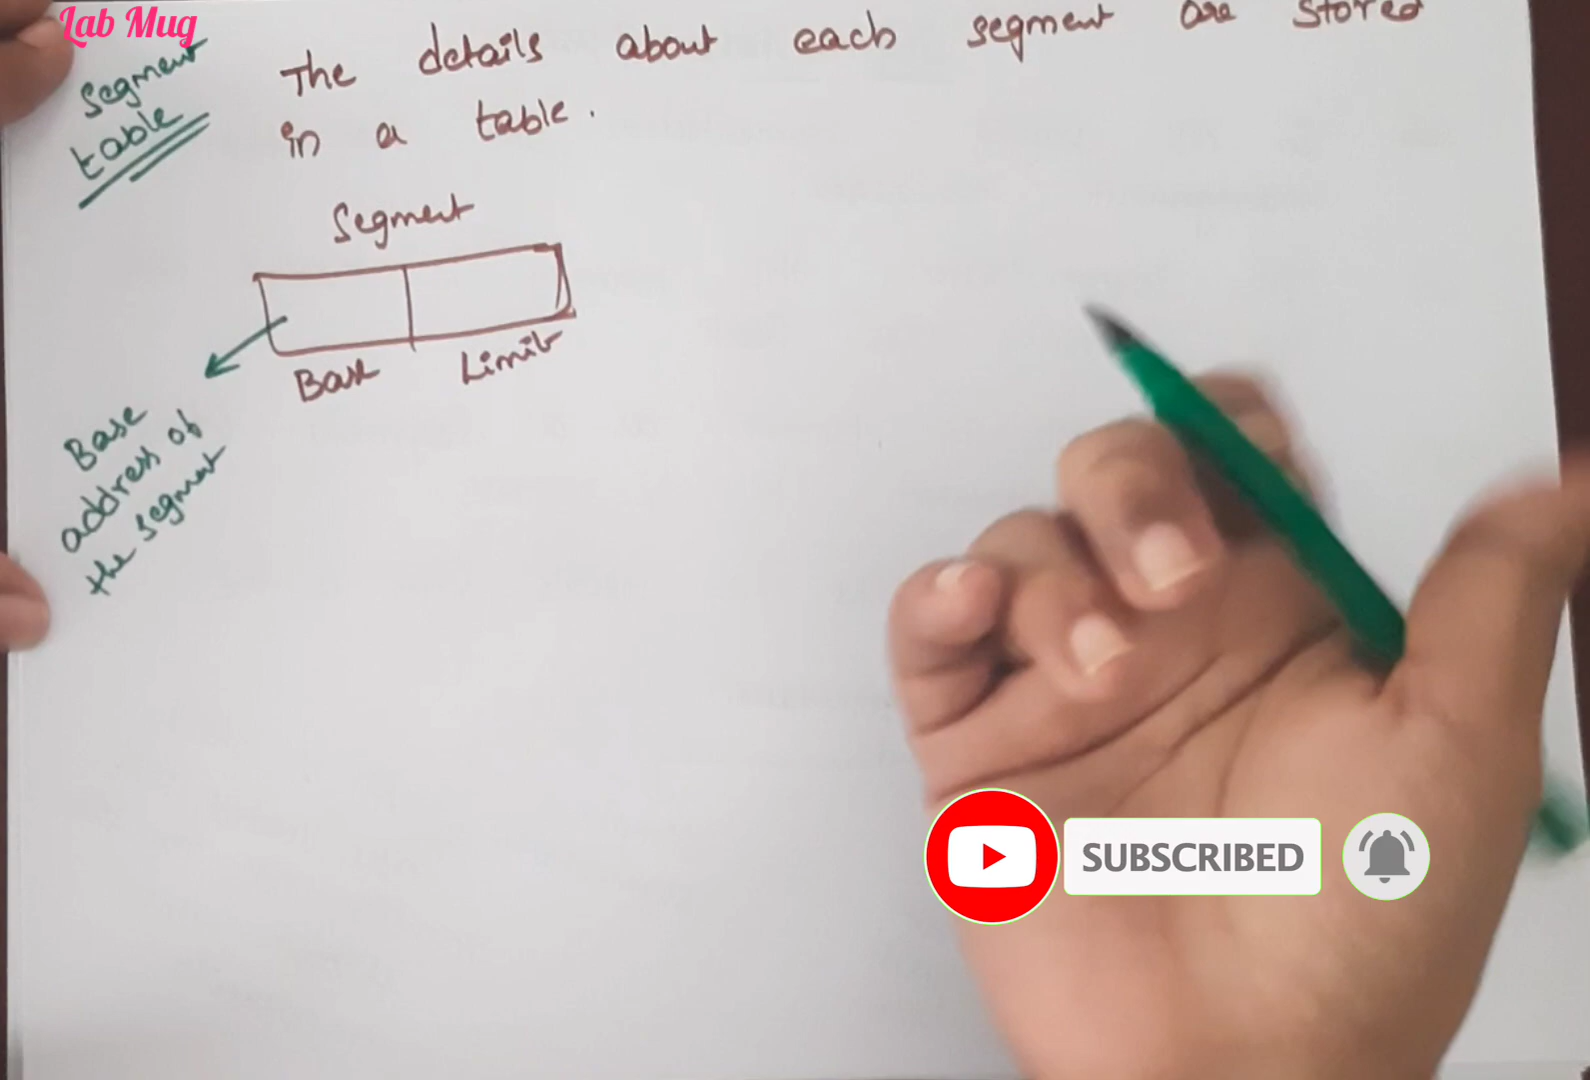 Lab Mug
Segment
table
The details about each segment are stored
in a table.
Segment
Base Limit
Base
address of
the segment
SUBSCRIBED